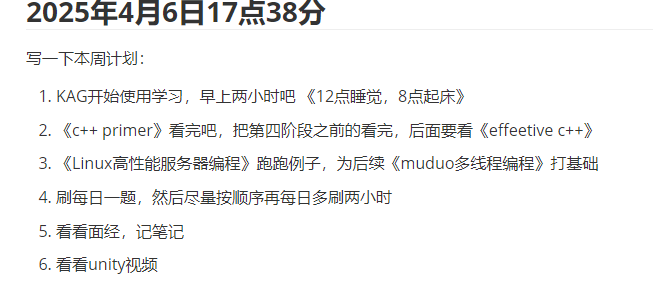 2025年4月6日17点38分
写一下本周计划：
1. KAG开始使用学习，早上两小时吧 《12点睡觉，8点起床》
2. 《c++ primer》看完吧，把第四阶段之前的看完，后面要看《effeetive c++》
3. 《Linux高性能服务器编程》跑跑例子，为后续《muduo多线程编程》打基础
4. 刷每日一题，然后尽量按顺序再每日多刷两小时
5. 看看面经，记笔记
6. 看看unity视频